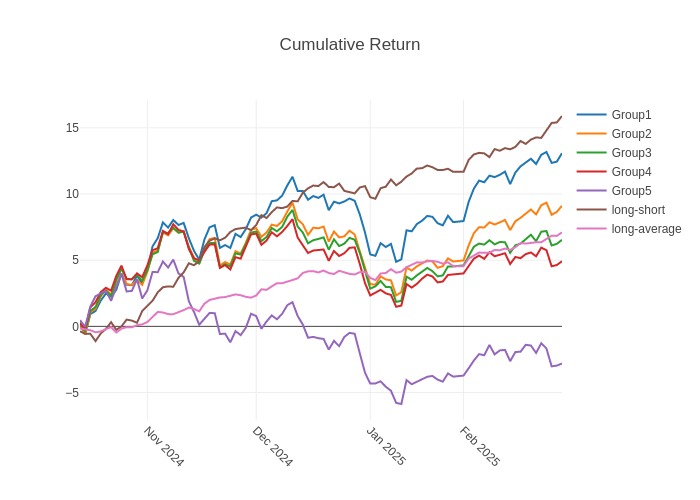 Cumulative Return
15
10
5
0
−5
Nov 2024
Dec 2024
Jan 2025
Feb 2025
Group1
Group2
Group3
Group4
Group5
long-short
long-average